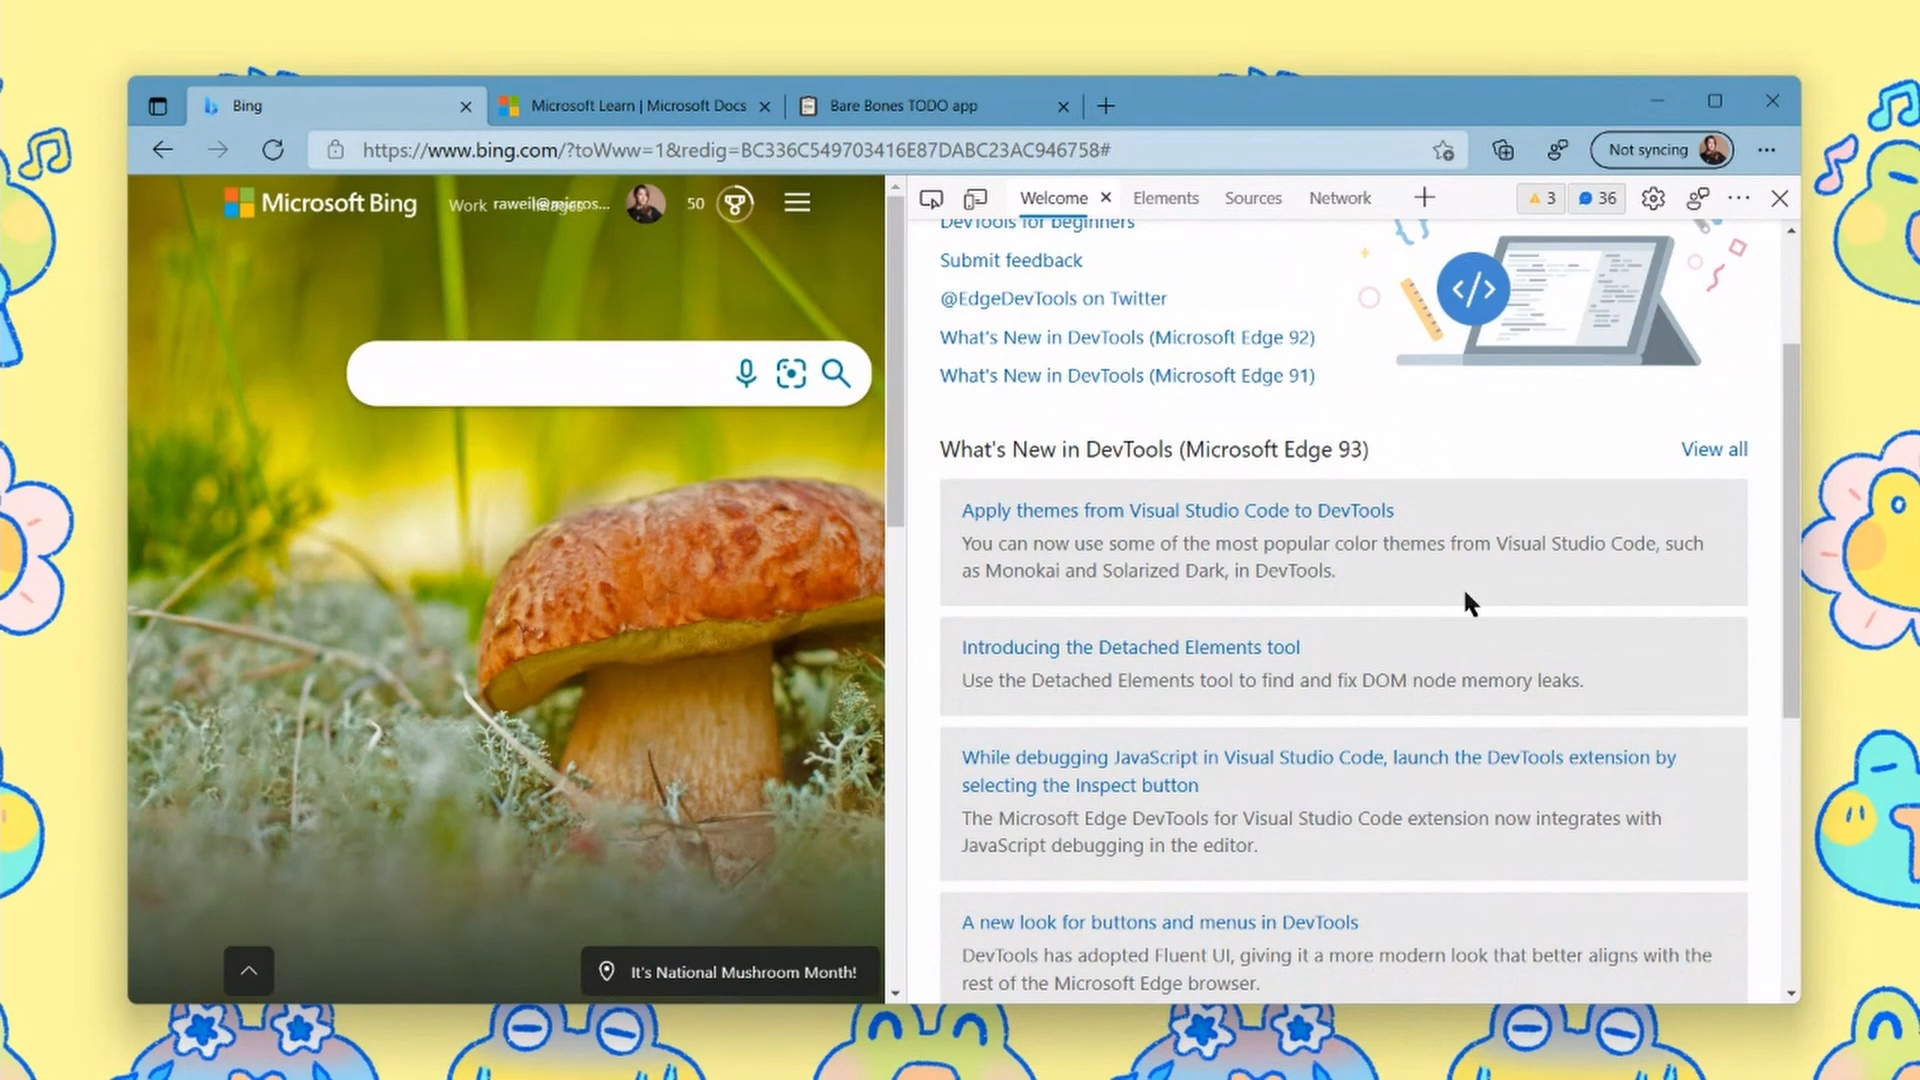 Bing
Microsoft Learn | Microsoft Docs
Bare Bones TODO app
https://www.bing.com/?toWww=1&redig=BC336C549703416E87DABC23AC946758#
Not syncing
Microsoft Bing
Work
raweil@micros...
50
Welcome
Elements
Sources
Network
3
36
DevTools for beginners
Submit feedback
@EdgeDevTools on Twitter
What's New in DevTools (Microsoft Edge 92)
What's New in DevTools (Microsoft Edge 91)
What's New in DevTools (Microsoft Edge 93)
View all
Apply themes from Visual Studio Code to DevTools
You can now use some of the most popular color themes from Visual Studio Code, such
as Monokai and Solarized Dark, in DevTools.
Introducing the Detached Elements tool
Use the Detached Elements tool to find and fix DOM node memory leaks.
While debugging JavaScript in Visual Studio Code, launch the DevTools extension by
selecting the Inspect button
The Microsoft Edge DevTools for Visual Studio Code extension now integrates with
JavaScript debugging in the editor.
A new look for buttons and menus in DevTools
DevTools has adopted Fluent UI, giving it a more modern look that better aligns with the
rest of the Microsoft Edge browser.
It's National Mushroom Month!